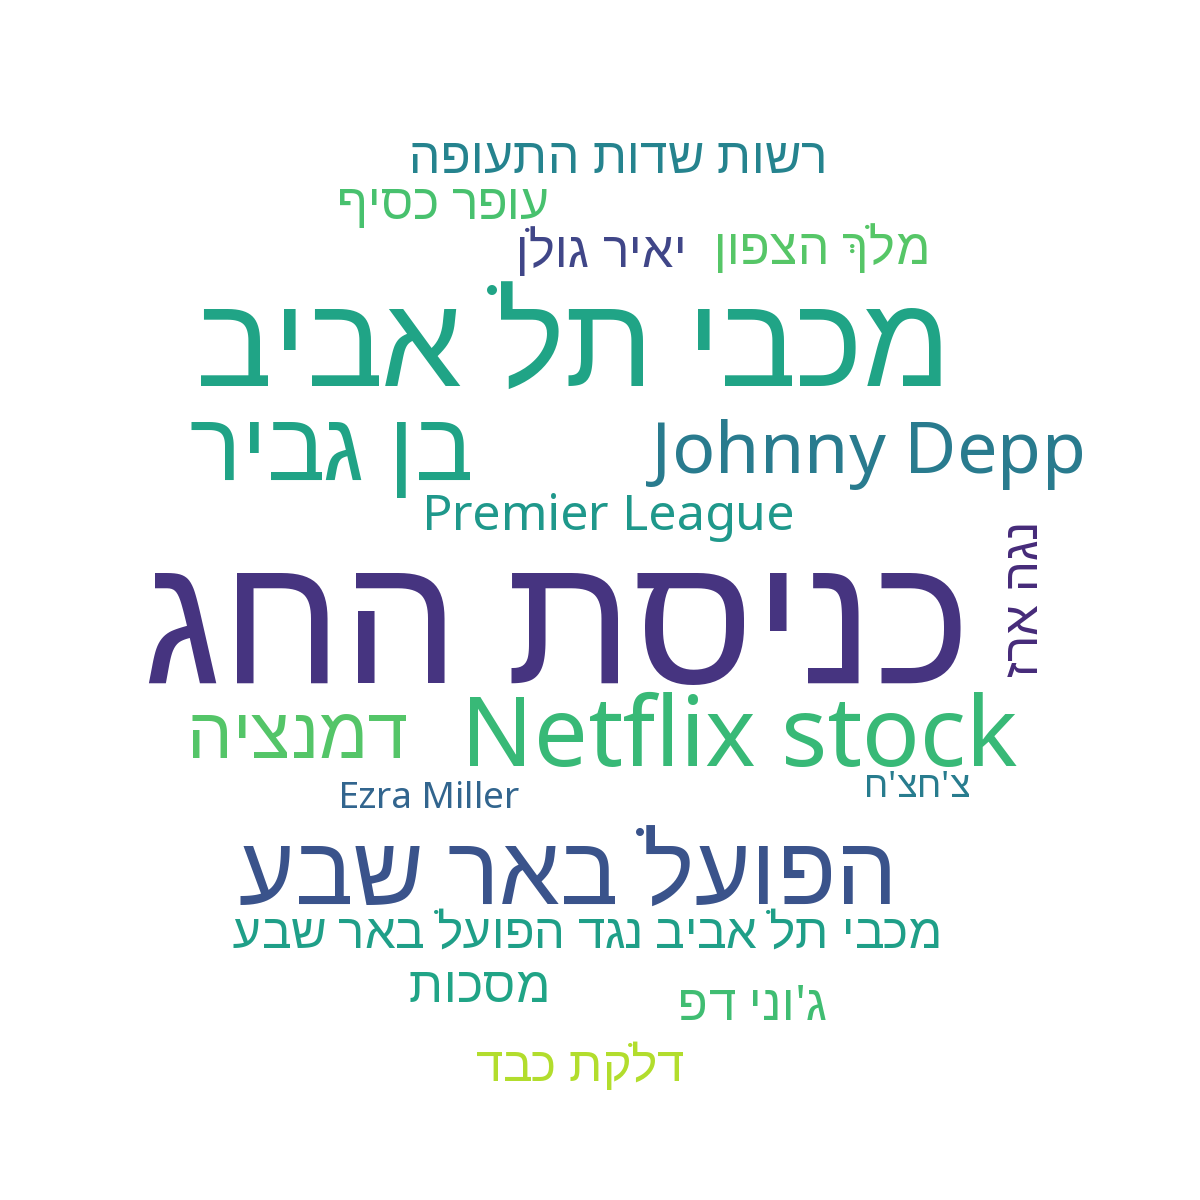 רשות שדות התעופה
עופר כסיף
יאיר גולן
מלך הצפון
מכבי תל אביב
בן גביר
Johnny Depp
Premier League
כניסת החג
נגה ארז
דמנציה
Netflix stock
Ezra Miller
צ'חצ'ח
הפועל באר שבע
מכבי תל אביב נגד הפועל באר שבע
מסכות
ג'וני דפ
דלקת כבד